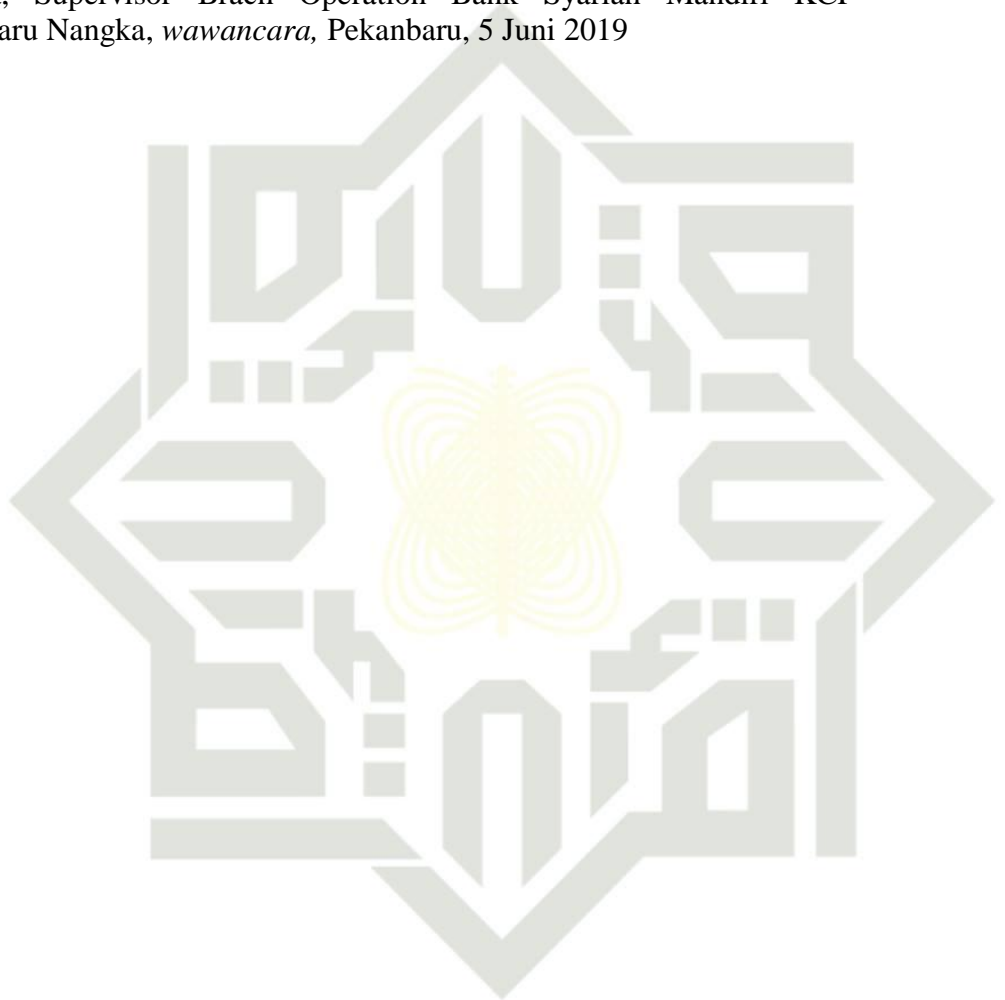 , Supervisor Brach Operation Bank Syariah Mandiri KCP
aru Nangka, wawancara, Pekanbaru, 5 Juni 2019